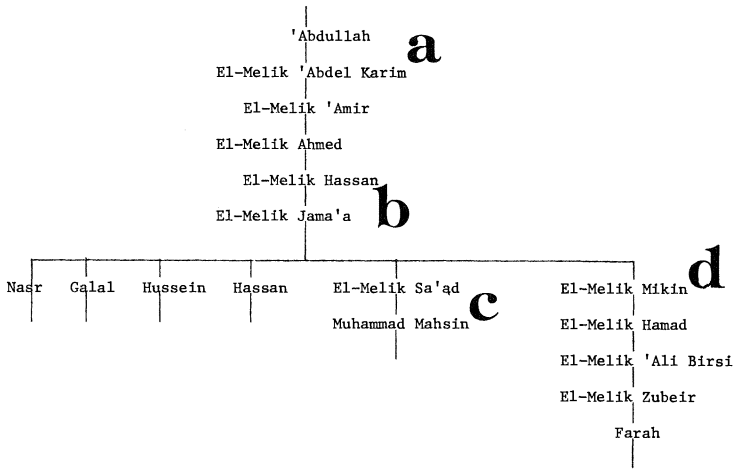 'Abdullah
a
El-Melik 'Abdel Karim
El-Melik 'Amir
El-Melik Ahmed
El-Melik Hassan
El-Melik Jama'a
b
Nasr Galal Hussein Hassan El-Melik Sa'ąd El-Melik Mikin
d
c
Muhammad Mahsin El-Melik Hamad
El-Melik 'Ali Birsi
El-Melik Zubeir
Farah